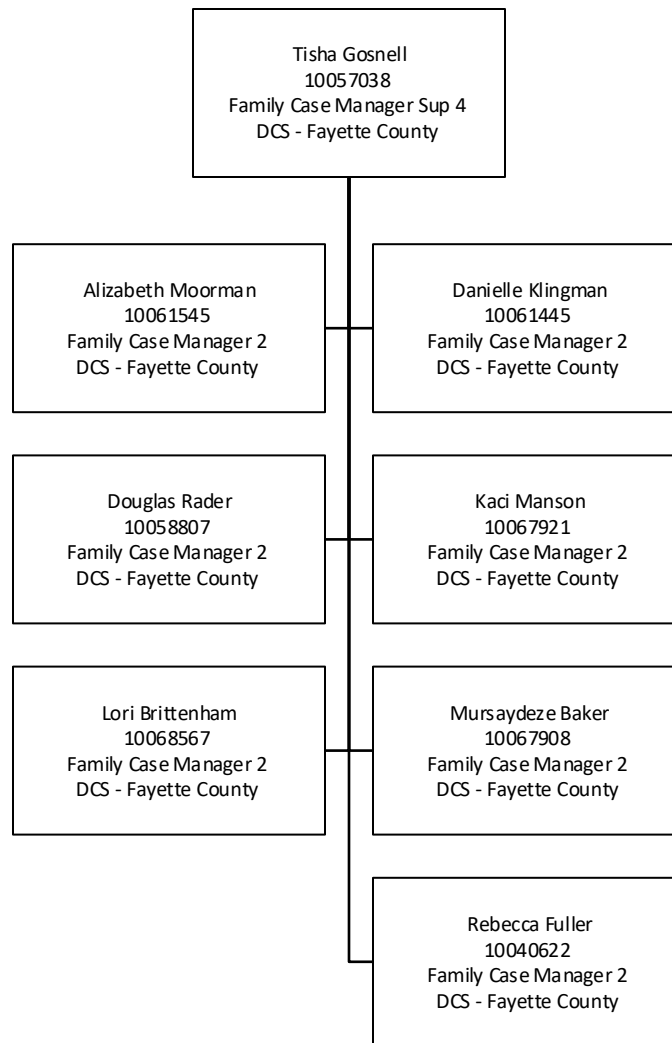 Tisha Gosnell
10057038
Family Case Manager Sup 4
DCS - Fayette County
Alizabeth Moorman
10061545
Family Case Manager 2
DCS - Fayette County
Danielle Klingman
10061445
Family Case Manager 2
DCS - Fayette County
Douglas Rader
10058807
Family Case Manager 2
DCS - Fayette County
Kaci Manson
10067921
Family Case Manager 2
DCS - Fayette County
Lori Brittenham
10068567
Family Case Manager 2
DCS - Fayette County
Mursaydeze Baker
10067908
Family Case Manager 2
DCS - Fayette County
Rebecca Fuller
10040622
Family Case Manager 2
DCS - Fayette County